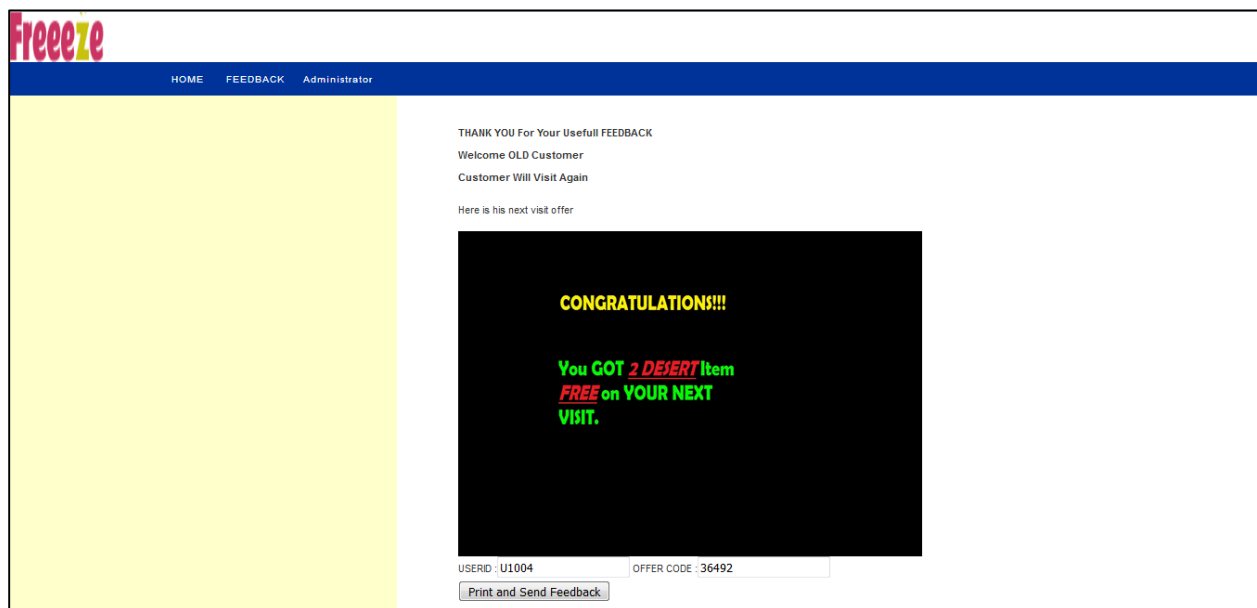 Freeeze
HOME FEEDBACK Administrator
THANK YOU For Your Usefull FEEDBACK
Welcome OLD Customer
Customer Will Visit Again
Here is his next visit offer
CONGRATULATIONS!!!
You GOT 2 DESERT Item
FREE on YOUR NEXT
VISIT.
USERID : U1004 OFFER CODE : 36492
Print and Send Feedback